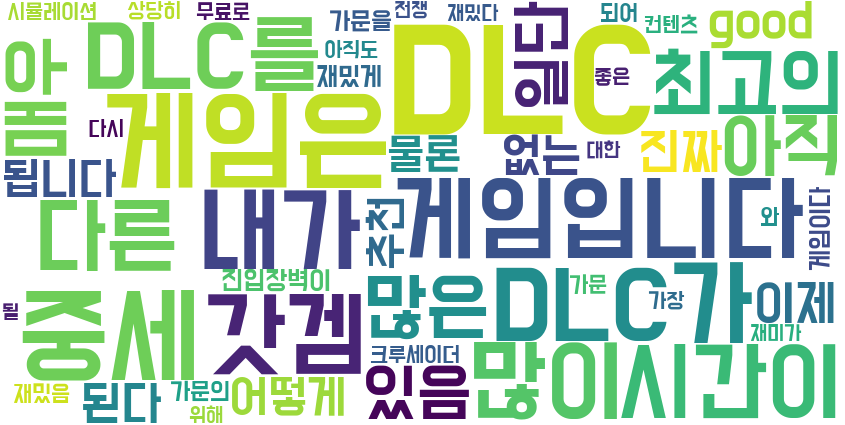 시뮬레이션
상당히
무료로
가문을
전쟁
재밌다
되어
컨텐츠
good
아직도
재밌게
좋은
아
봄
DLC를
DLC
일단
최고의
다시
게임은
물론
없는
대한
진짜
아직
됩니다
다른
내가
추천
게임입니다
와
게임이다
진입장벽이
중세
갓겜
많은
DLC가
가문
가장
이제
재미가
될
크루세이더
재밌음
된다
가문의
위해
어떻게
있음
많이
시간이